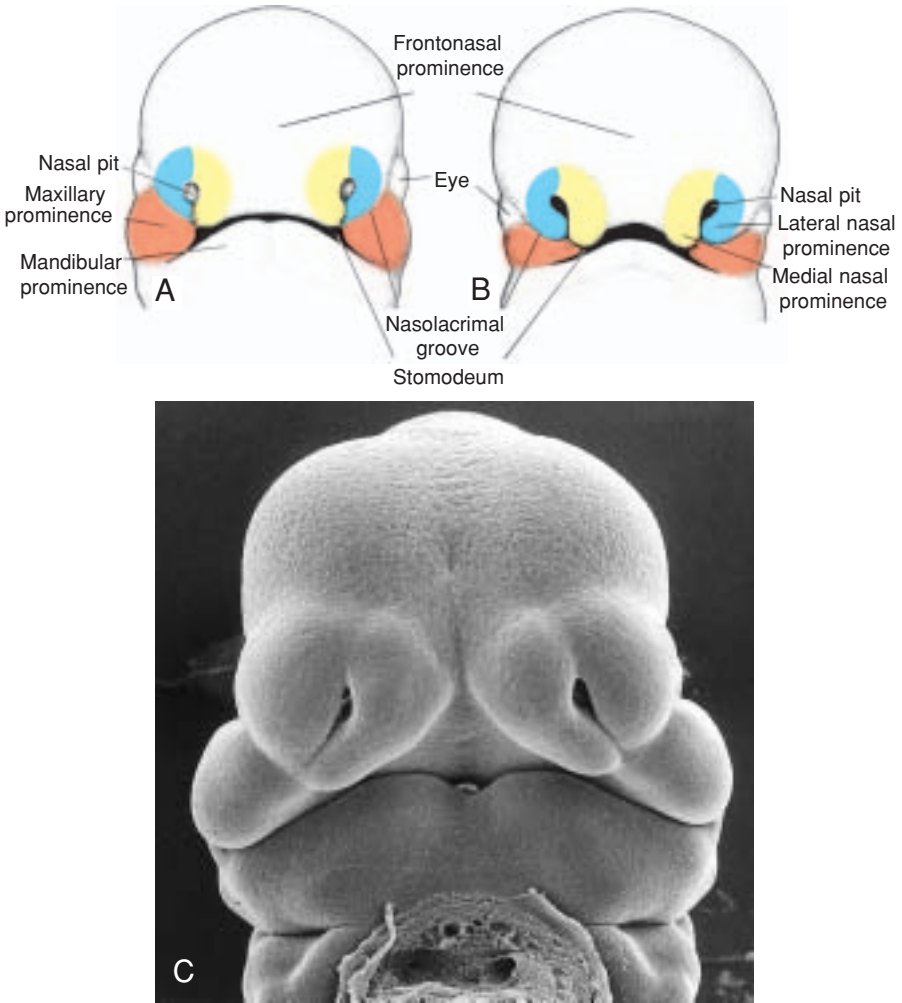 Frontonasal
prominence
Nasal pit
Maxillary
prominence
Mandibular
prominence
A
Eye
B
Nasal pit
Lateral nasal
prominence
Medial nasal
prominence
Nasolacrimal
groove
Stomodeum
C